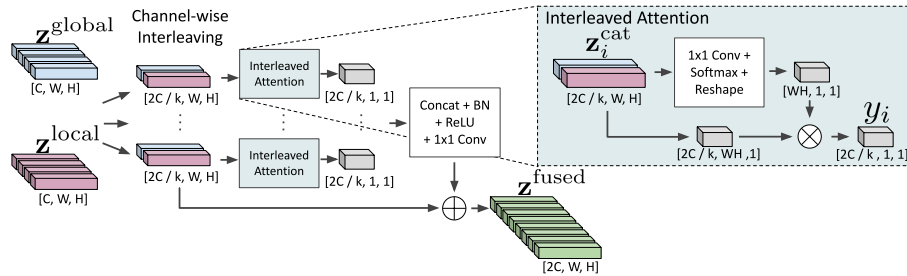 z^global
[C, W, H]
z^local
[C, W, H]
Channel-wise
Interleaving
[2C / k, W, H]
[2C / k, W, H]
Interleaved
Attention
[2C / k, 1, 1]
Interleaved
Attention
[2C / k, 1, 1]
Concat + BN
+ ReLU
+ 1x1 Conv
z^fused
[2C, W, H]
Interleaved Attention
z_i^cat
[2C / k, W, H]
1x1 Conv +
Softmax +
Reshape
[WH, 1, 1]
[2C / k, WH ,1]
y_i
[2C / k , 1, 1]